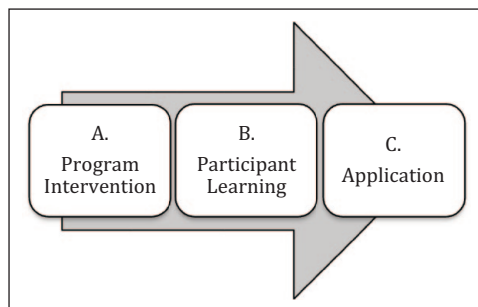 A.
Program
Intervention
B.
Participant
Learning
C.
Application